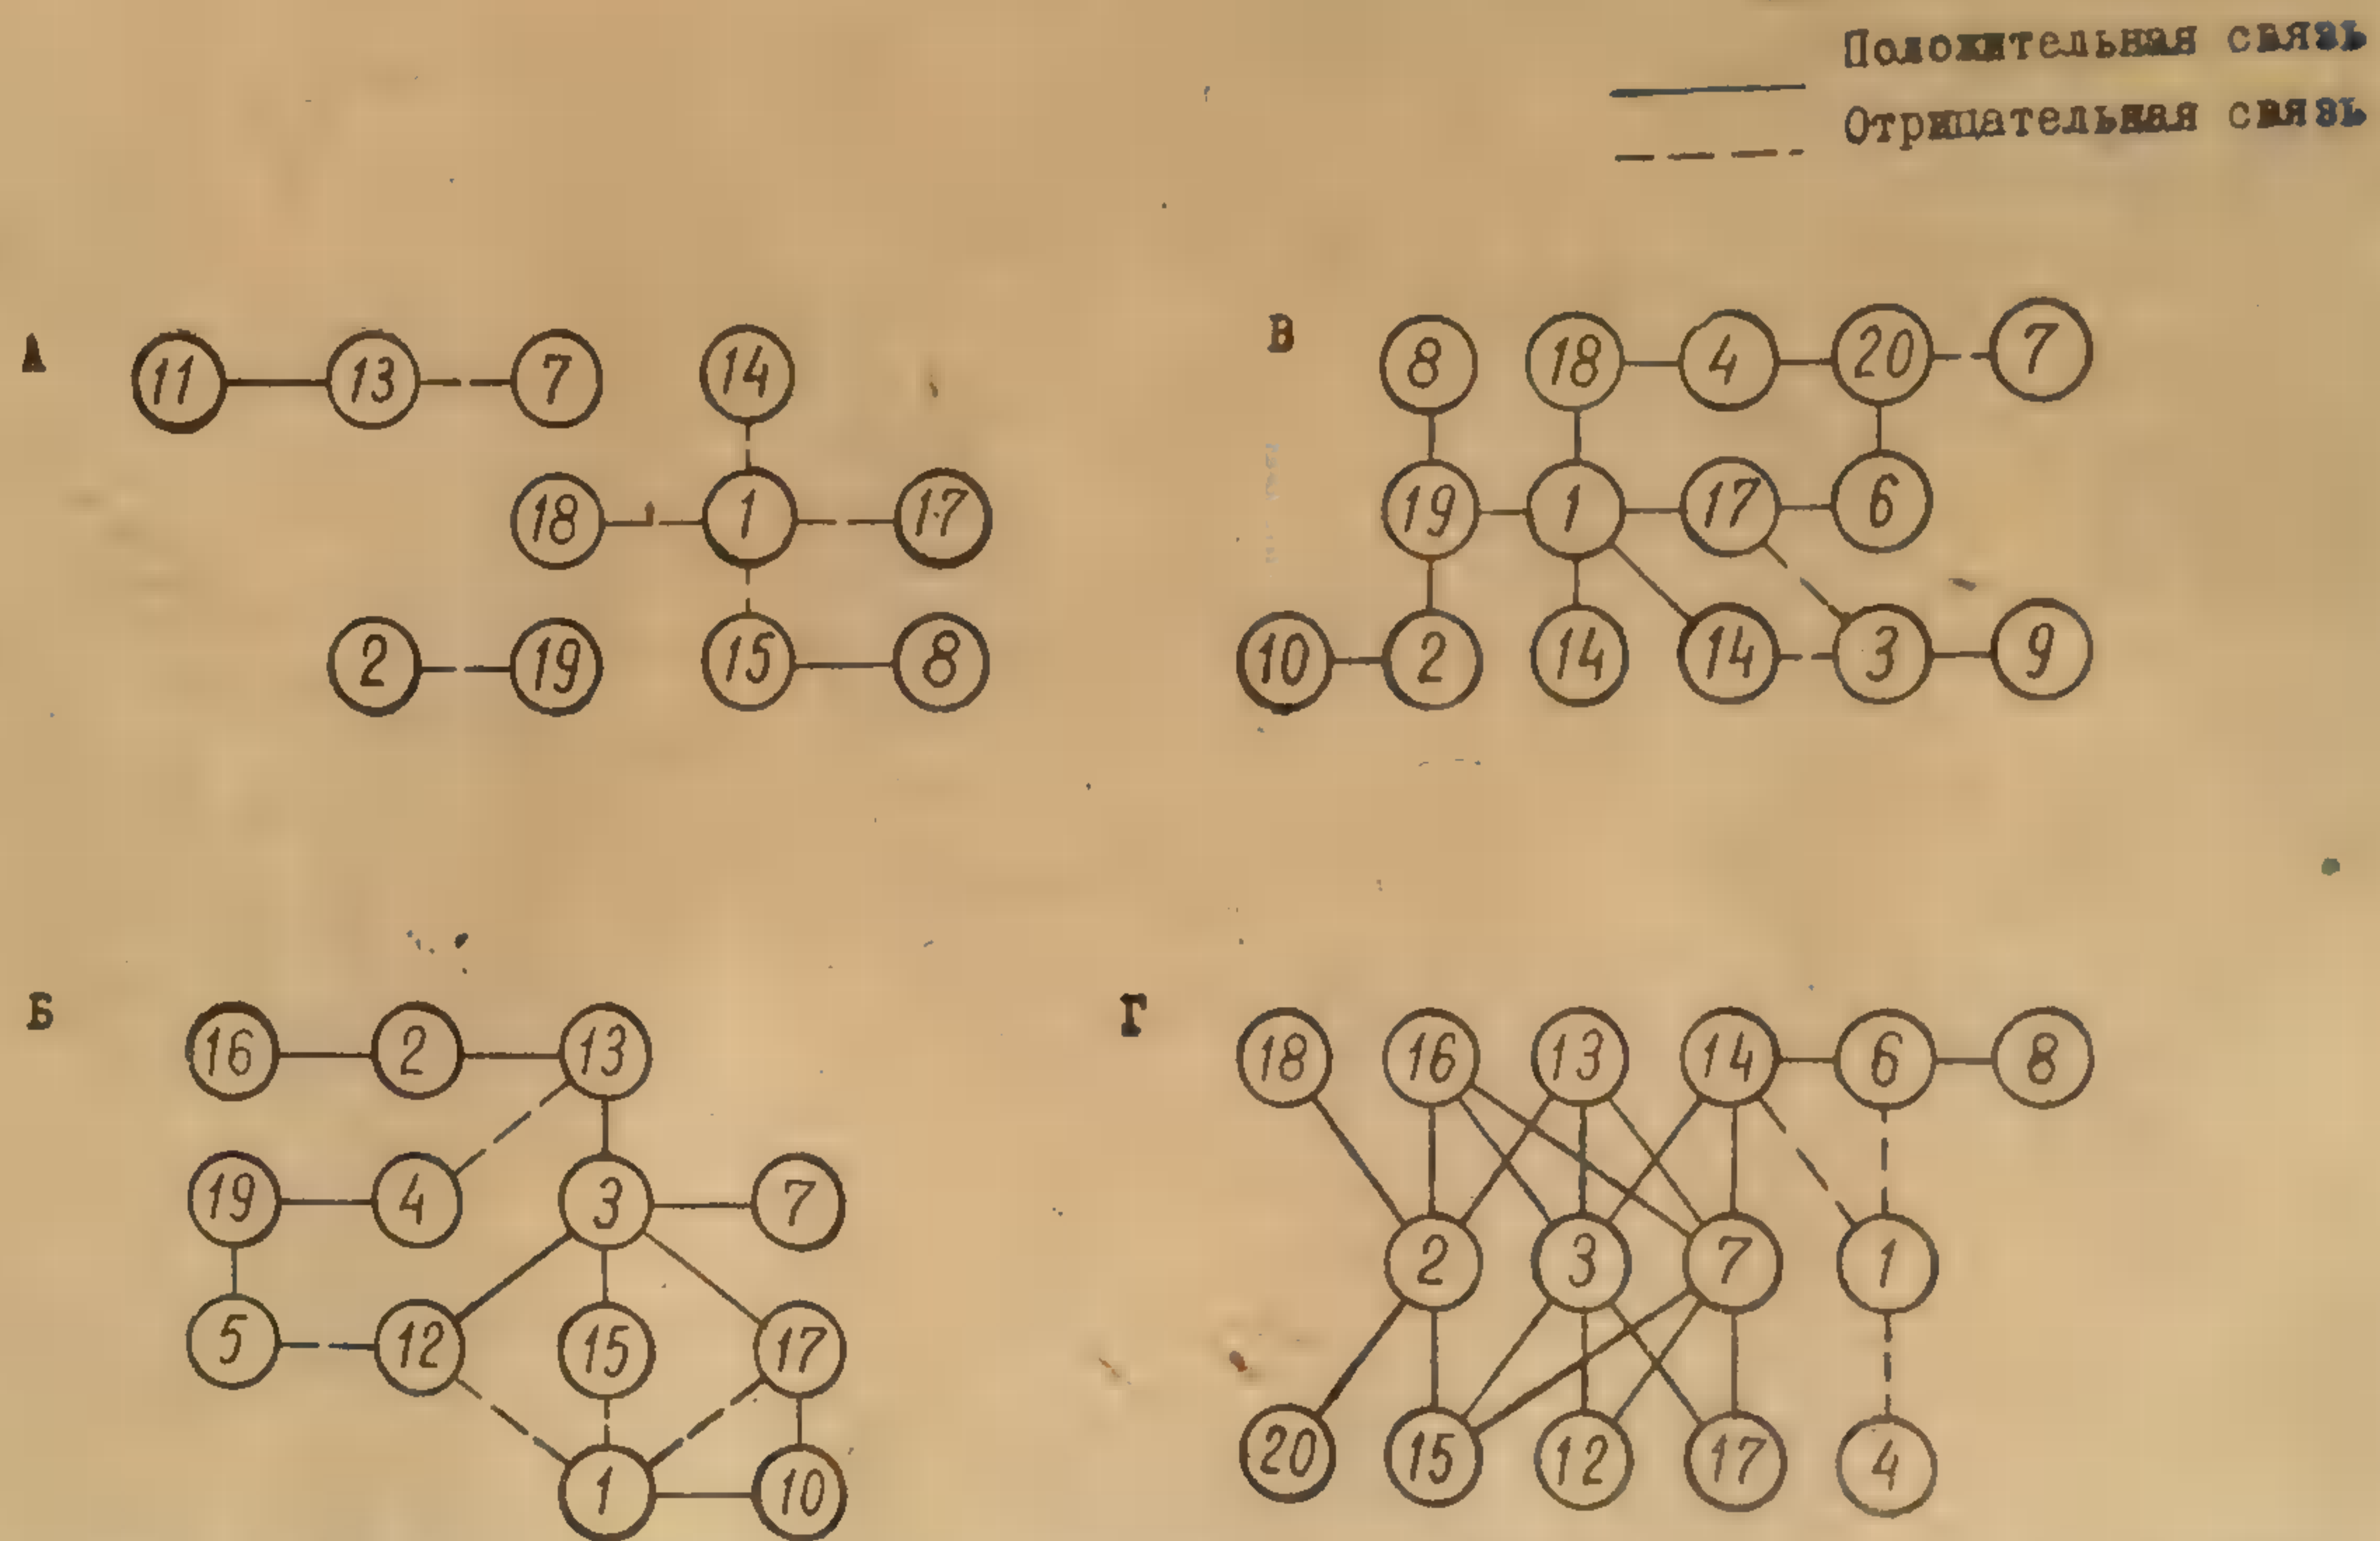 Положительная связь
Отрицательная связь
А
11 13 7 14
18 1 17
2 19 15 8
В
8 18 4 20 7
19 1 17 6
10 2 14 14 3 9
Б
16 2 13
19 4 3 7
5 12 15 17
1 10
Г
18 16 13 14 6 8
2 3 7 1
20 15 12 17 4